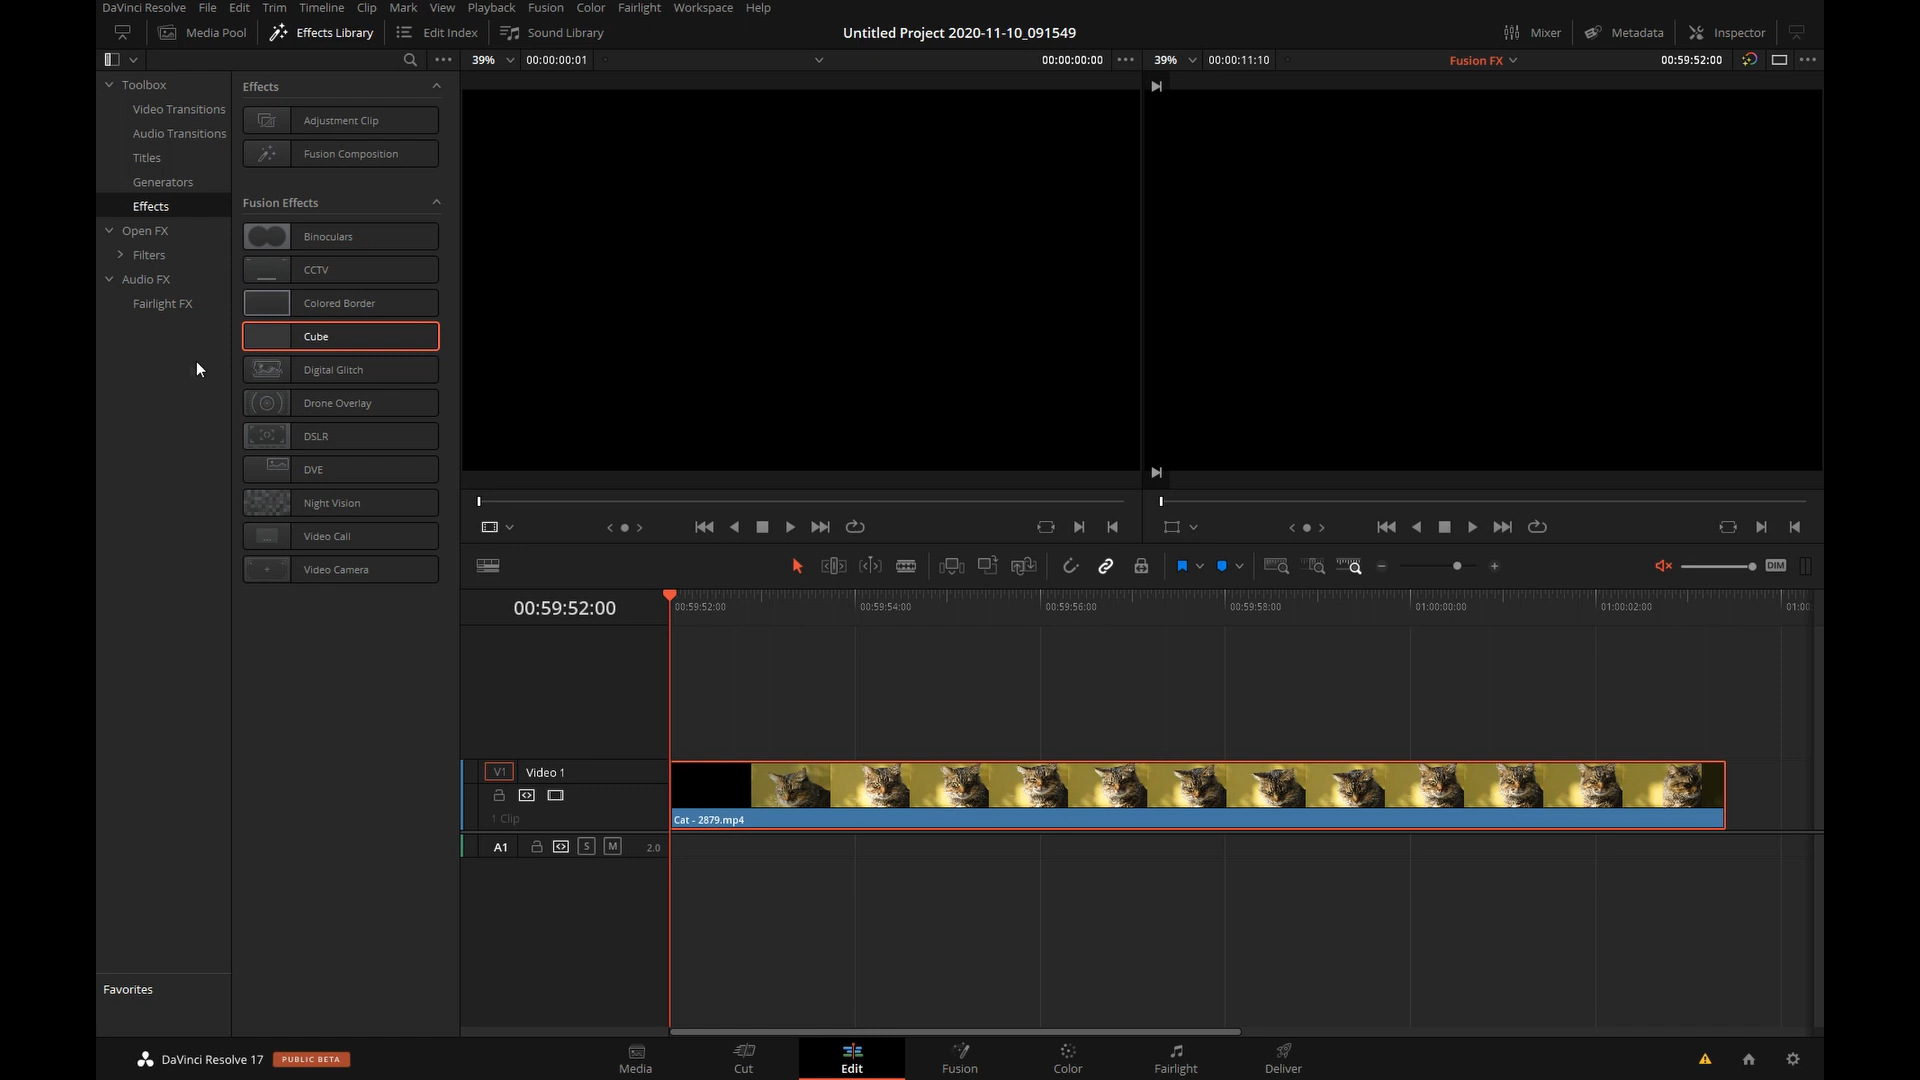 DaVinci Resolve File Edit Trim Timeline Clip Mark View Playback Fusion Color Fairlight Workspace Help
Media Pool Effects Library Edit Index Sound Library Untitled Project 2020-11-10_091549 Mixer Metadata Inspector
39% 00:00:00:01 00:00:00:00 39% 00:00:11:10 Fusion FX 00:59:52:00
Toolbox
Video Transitions
Audio Transitions
Titles
Generators
Effects
Open FX
Filters
Audio FX
Fairlight FX
Favorites
Effects
Adjustment Clip
Fusion Composition
Fusion Effects
Binoculars
CCTV
Colored Border
Cube
Digital Glitch
Drone Overlay
DSLR
DVE
Night Vision
Video Call
Video Camera
DIM
00:59:52:00
00:59:52:00 00:59:54:00 00:59:56:00 00:59:58:00 01:00:00:00 01:00:02:00 01:00
V1 Video 1
1 Clip
Cat - 2879.mp4
A1 S M 2.0
DaVinci Resolve 17 PUBLIC BETA
Media Cut Edit Fusion Color Fairlight Deliver